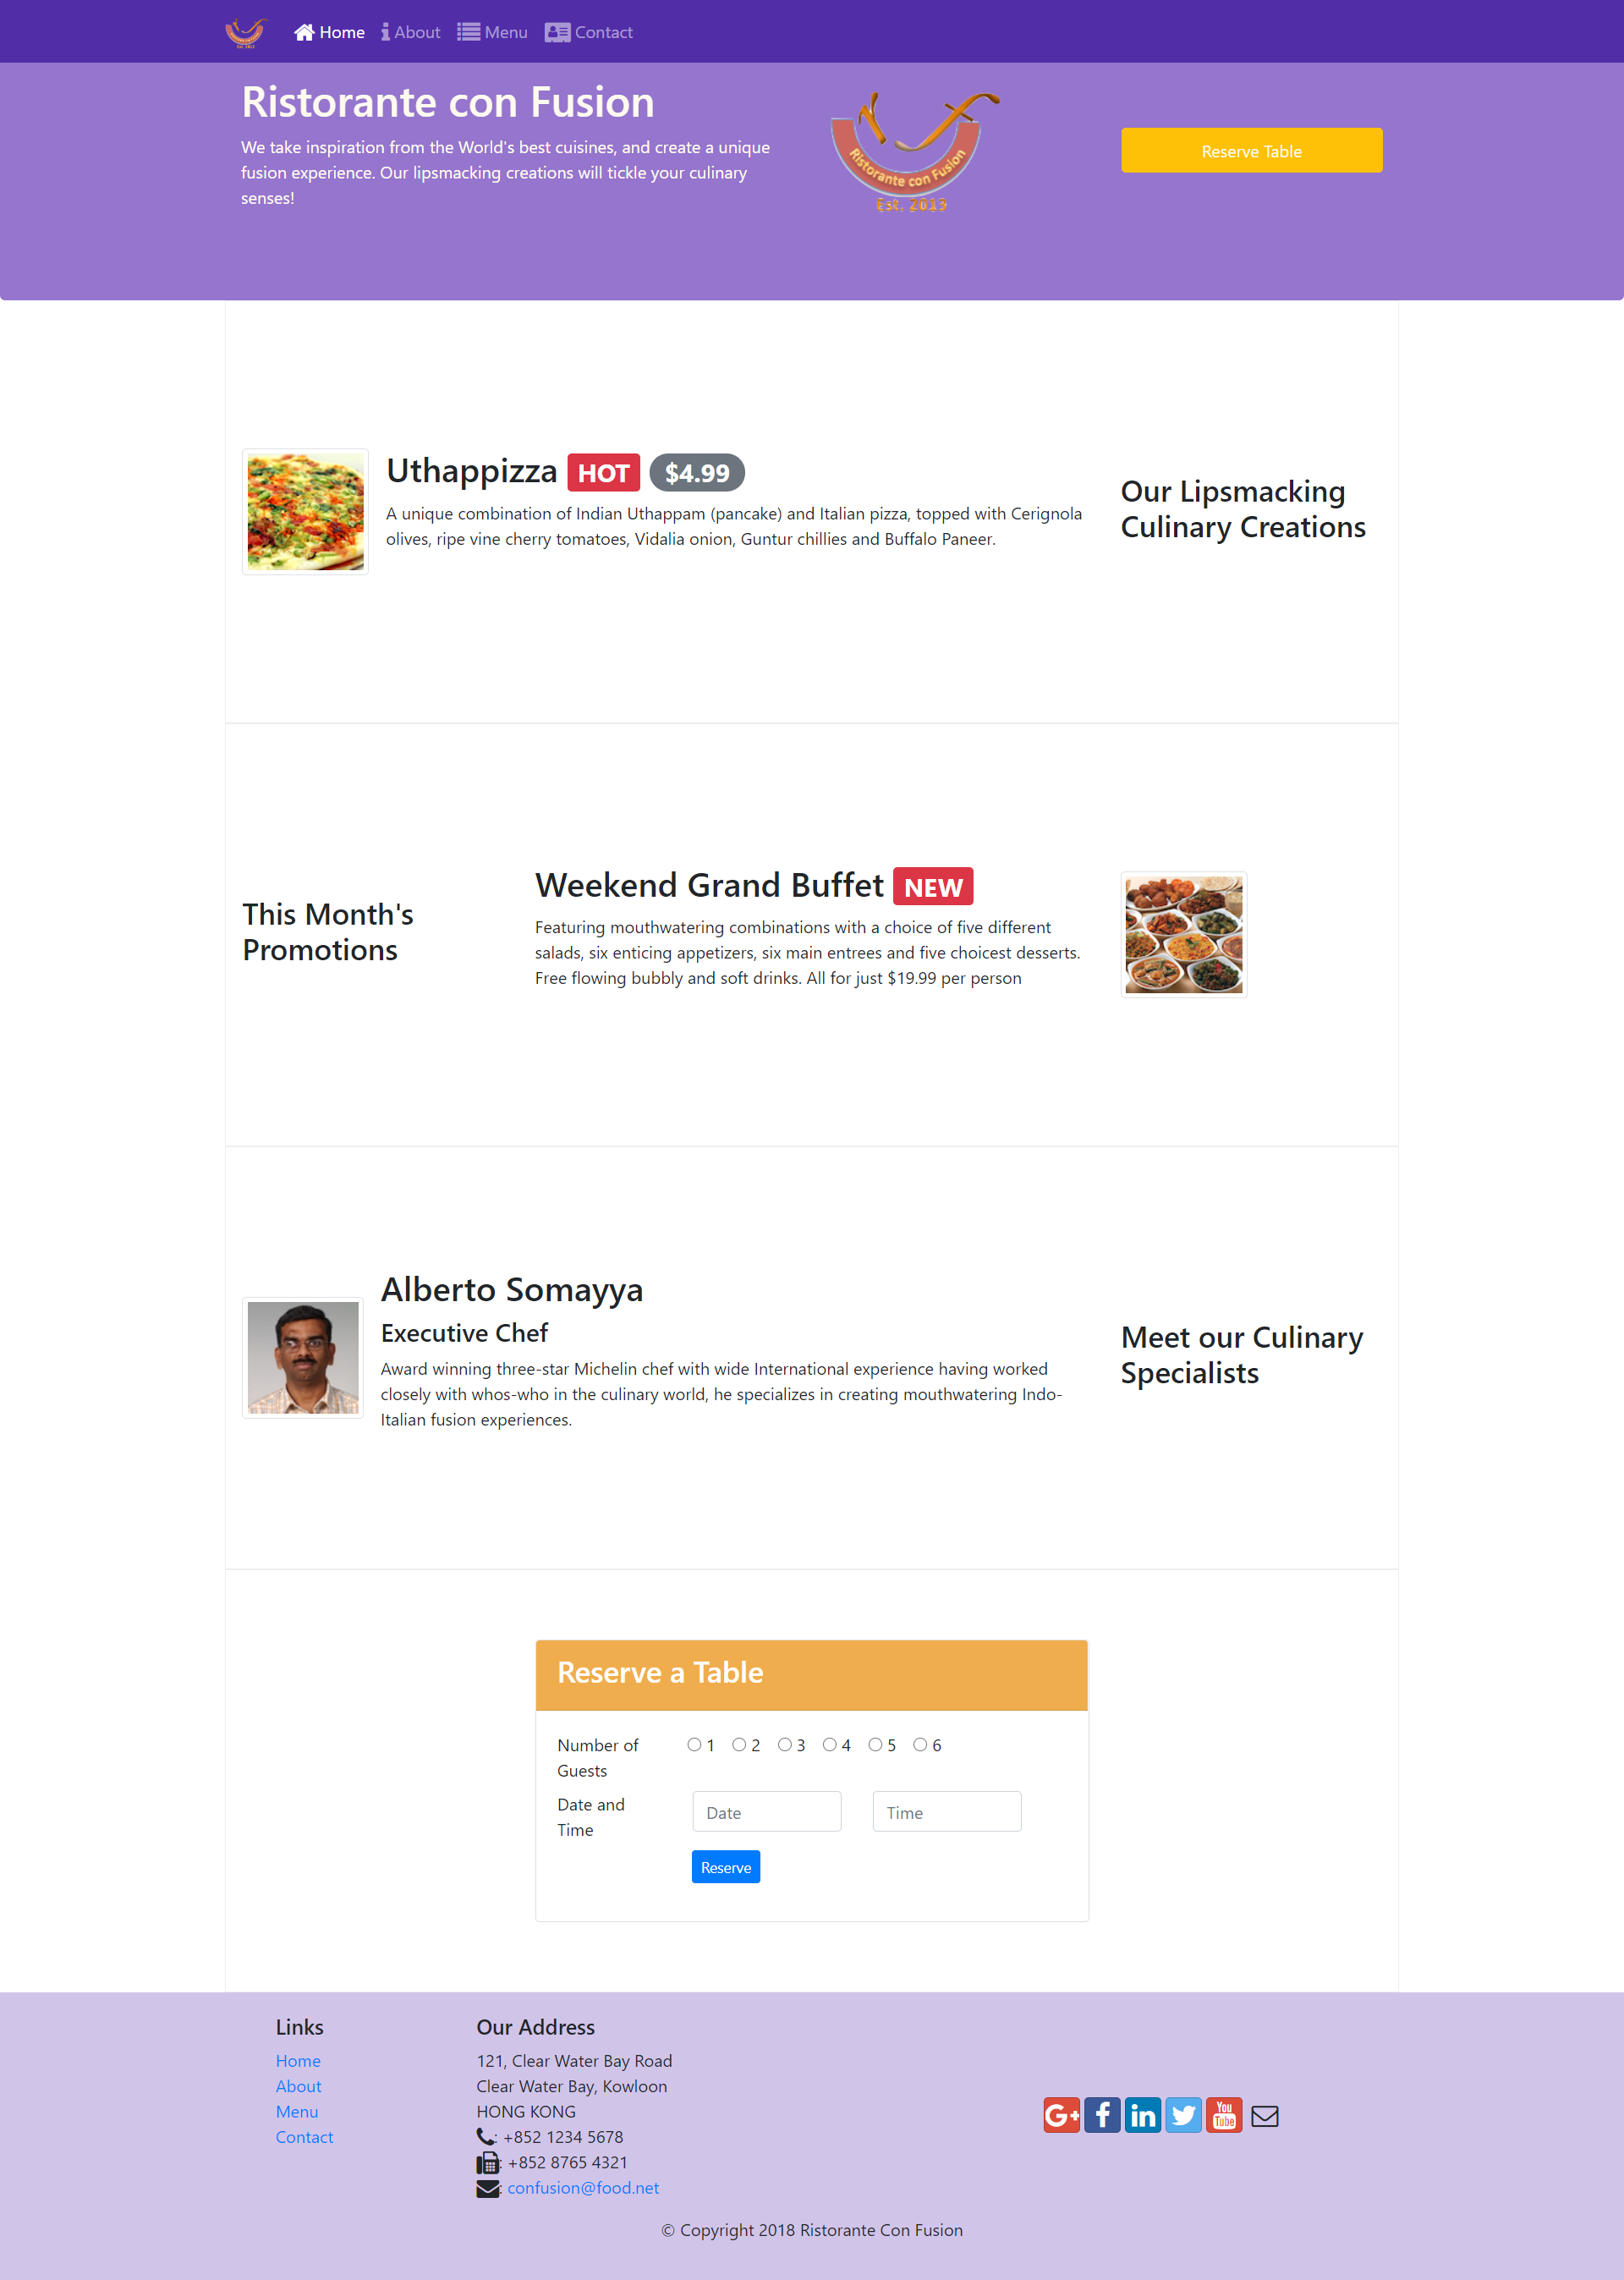 Home About Menu Contact
Ristorante con Fusion
We take inspiration from the World's best cuisines, and create a unique
fusion experience. Our lipsmacking creations will tickle your culinary
senses!
Ristorante con Fusion
Est. 2013
Reserve Table
Uthappizza HOT $4.99
A unique combination of Indian Uthappam (pancake) and Italian pizza, topped with Cerignola
olives, ripe vine cherry tomatoes, Vidalia onion, Guntur chillies and Buffalo Paneer.
Our Lipsmacking
Culinary Creations
This Month's
Promotions
Weekend Grand Buffet NEW
Featuring mouthwatering combinations with a choice of five different
salads, six enticing appetizers, six main entrees and five choicest desserts.
Free flowing bubbly and soft drinks. All for just $19.99 per person
Alberto Somayya
Executive Chef
Award winning three-star Michelin chef with wide International experience having worked
closely with whos-who in the culinary world, he specializes in creating mouthwatering Indo-
Italian fusion experiences.
Meet our Culinary
Specialists
Reserve a Table
Number of
Guests
1 2 3 4 5 6
Date and
Time
Date Time
Reserve
Links
Home
About
Menu
Contact
Our Address
121, Clear Water Bay Road
Clear Water Bay, Kowloon
HONG KONG
: +852 1234 5678
: +852 8765 4321
: confusion@food.net
G+ f in You Tube
© Copyright 2018 Ristorante Con Fusion